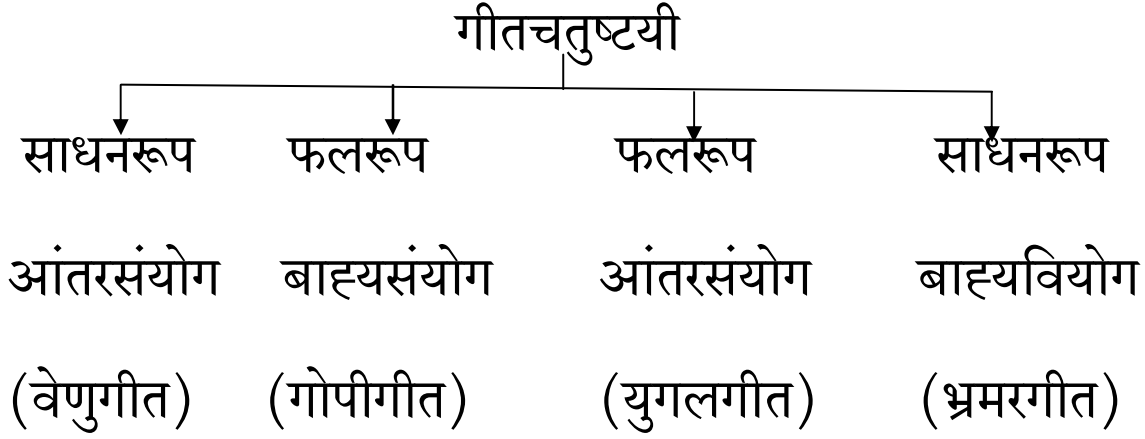 गीतचतुष्टयी
साधनरूप फलरूप फलरूप साधनरूप
आंतरसंयोग बाह्यसंयोग आंतरसंयोग बाह्यवियोग
(वेणुगीत) (गोपीगीत) (युगलगीत) (भ्रमरगीत)